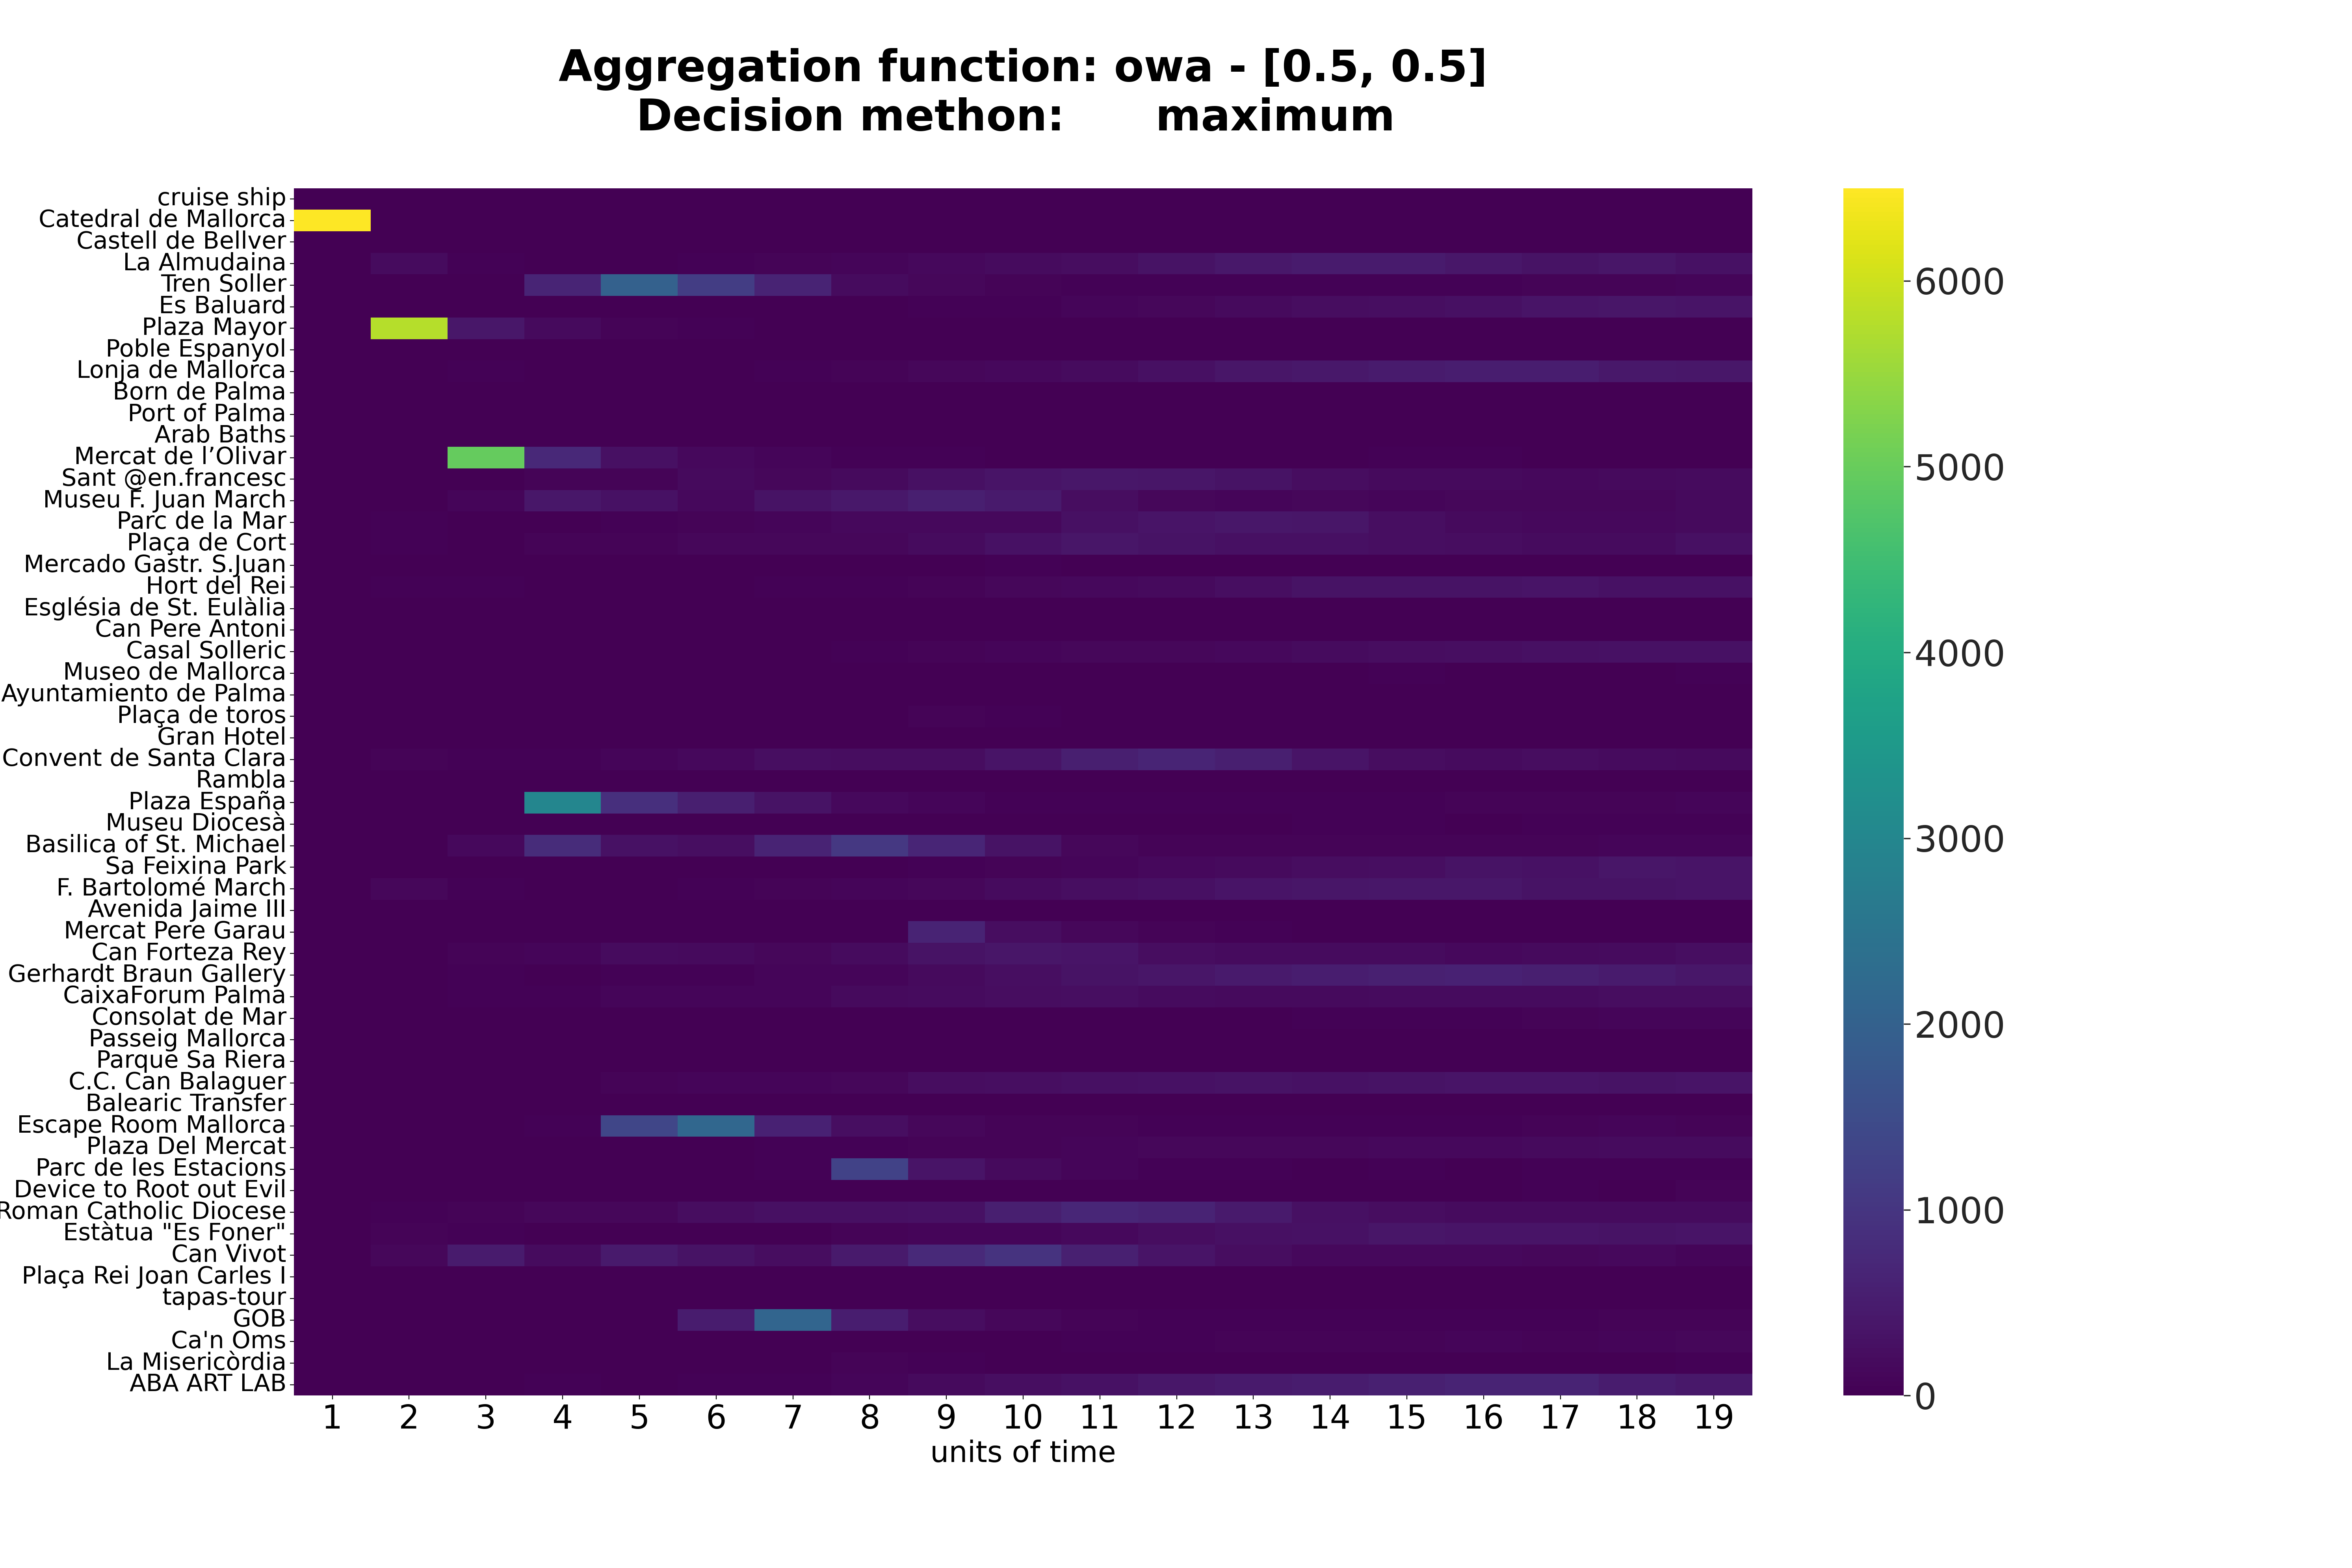 Aggregation function: owa - [0.5, 0.5]
Decision methon: maximum
cruise ship
Catedral de Mallorca
Castell de Bellver
La Almudaina
Tren Soller
Es Baluard
Plaza Mayor
Poble Espanyol
Lonja de Mallorca
Born de Palma
Port of Palma
Arab Baths
Mercat de l’Olivar
Sant @en.francesc
Museu F. Juan March
Parc de la Mar
Plaça de Cort
Mercado Gastr. S.Juan
Hort del Rei
Església de St. Eulàlia
Can Pere Antoni
Casal Solleric
Museo de Mallorca
Ayuntamiento de Palma
Plaça de toros
Gran Hotel
Convent de Santa Clara
Rambla
Plaza España
Museu Diocesà
Basilica of St. Michael
Sa Feixina Park
F. Bartolomé March
Avenida Jaime III
Mercat Pere Garau
Can Forteza Rey
Gerhardt Braun Gallery
CaixaForum Palma
Consolat de Mar
Passeig Mallorca
Parque Sa Riera
C.C. Can Balaguer
Balearic Transfer
Escape Room Mallorca
Plaza Del Mercat
Parc de les Estacions
Device to Root out Evil
Roman Catholic Diocese
Estàtua "Es Foner"
Can Vivot
Plaça Rei Joan Carles I
tapas-tour
GOB
Ca'n Oms
La Misericòrdia
ABA ART LAB
1 2 3 4 5 6 7 8 9 10 11 12 13 14 15 16 17 18 19
units of time
6000
5000
4000
3000
2000
1000
0